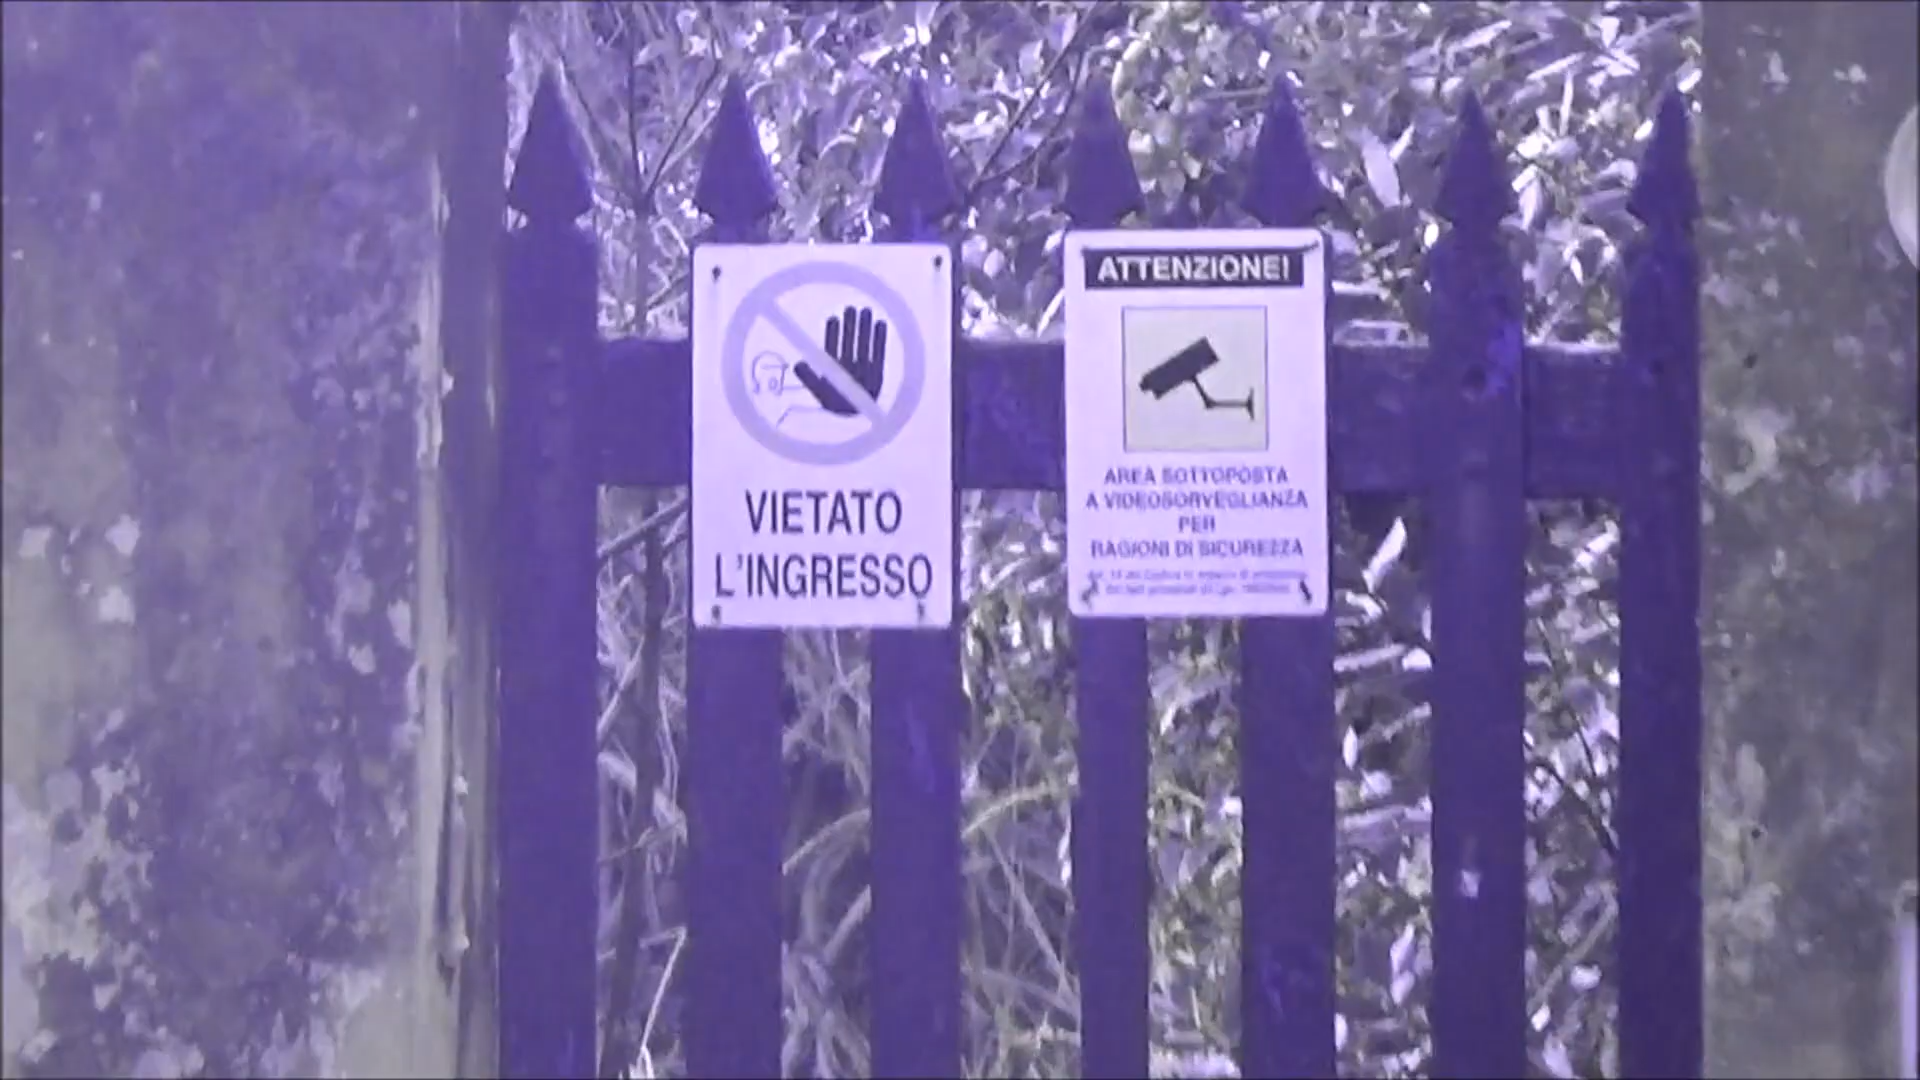 VIETATO
L'INGRESSO
ATTENZIONE!
AREA SOTTOPOSTA
A VIDEOSORVEGLIANZA
PER
RAGIONI DI SICUREZZA